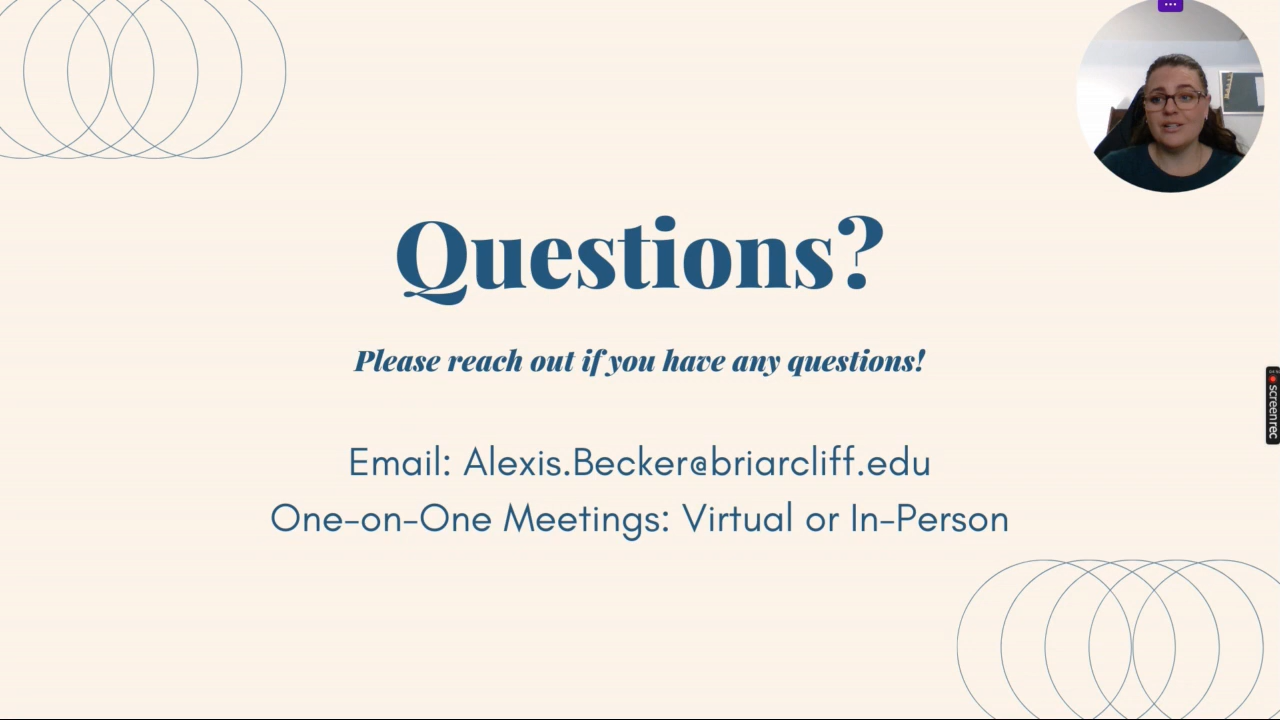 Questions?
Please reach out if you have any questions!
Email: Alexis.Becker@briarcliff.edu
One-on-One Meetings: Virtual or In-Person
screenrec